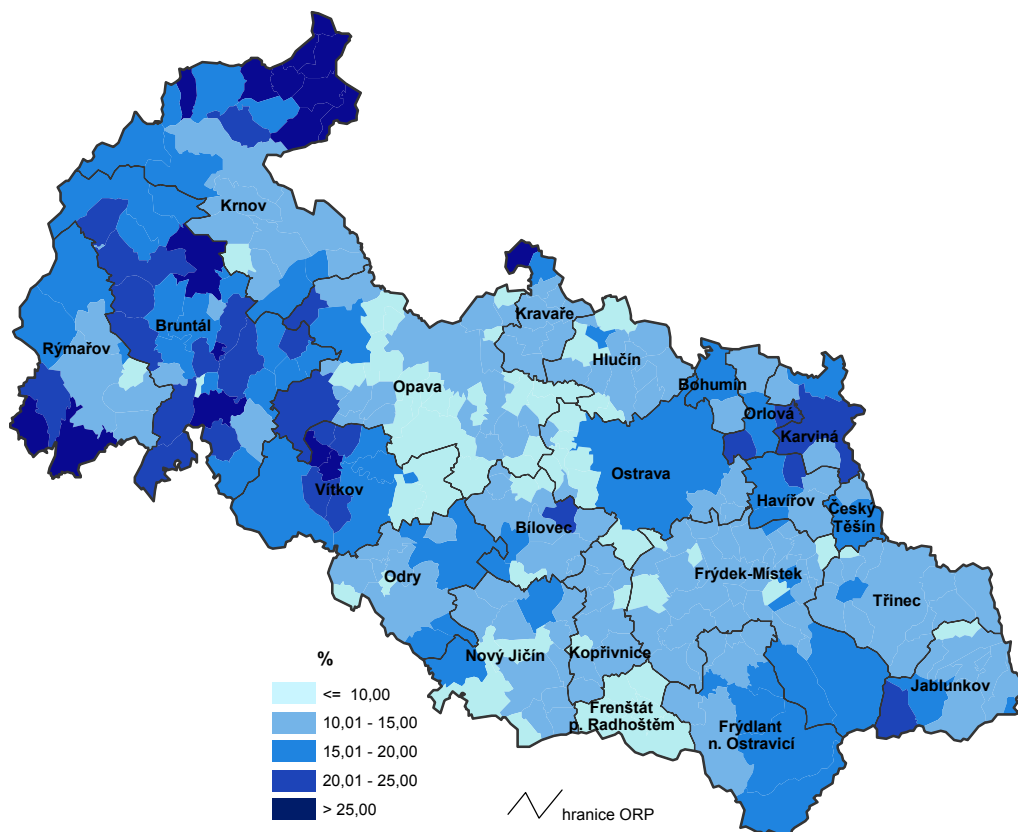 Krnov
Bruntál
Rýmařov
Kravaře
Hlučín
Opava
Bohumín
Orlová
Karviná
Ostrava
Vítkov
Havířov
Český
Těšín
Bílovec
Odry
Frýdek-Místek
Třinec
Nový Jičín
Kopřivnice
Jablunkov
Frenštát
p. Radhoštěm
Frýdlant
n. Ostravicí
%
<= 10,00
10,01 - 15,00
15,01 - 20,00
20,01 - 25,00
> 25,00
hranice ORP